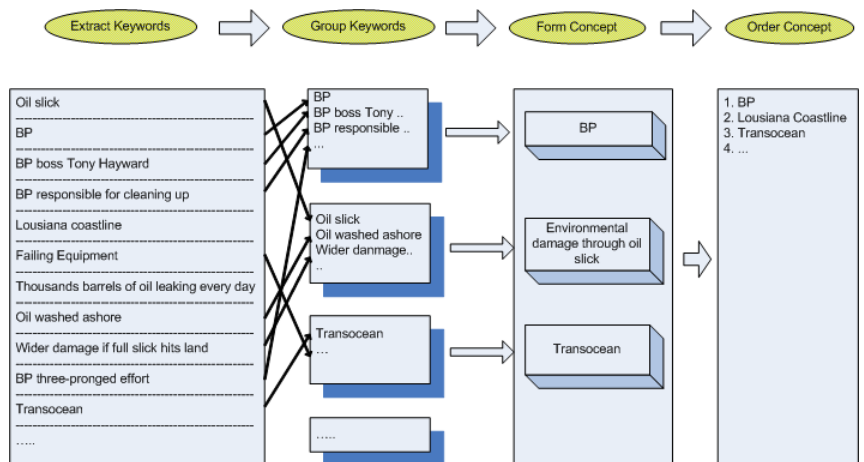 Extract Keywords
Group Keywords
Form Concept
Order Concept
Oil slick
BP
BP boss Tony Hayward
BP responsible for cleaning up
Lousiana coastline
Failing Equipment
Thousands barrels of oil leaking every day
Oil washed ashore
Wider damage if full slick hits land
BP three-pronged effort
Transocean
.....
BP
BP boss Tony ..
BP responsible ..
...
Oil slick
Oil washed ashore
Wider danmage..
..
Transocean
...
.....
BP
Environmental
damage through oil
slick
Transocean
1. BP
2. Lousiana Coastline
3. Transocean
4. ...